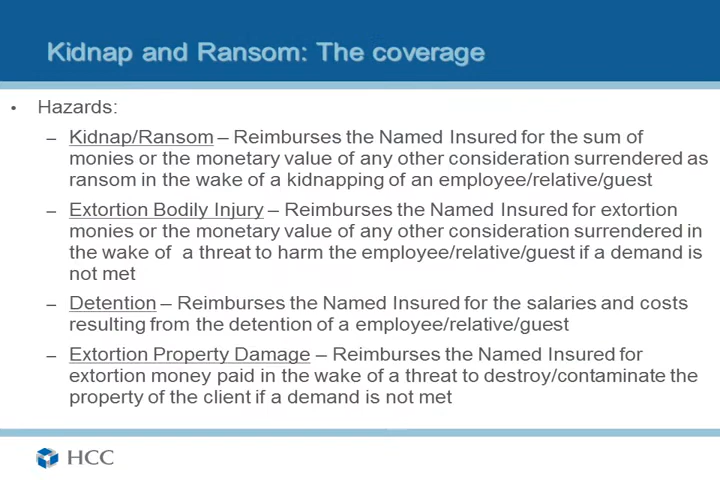 Kidnap and Ransom: The coverage
• Hazards:
– Kidnap/Ransom – Reimburses the Named Insured for the sum of
monies or the monetary value of any other consideration surrendered as
ransom in the wake of a kidnapping of an employee/relative/guest
– Extortion Bodily Injury – Reimburses the Named Insured for extortion
monies or the monetary value of any other consideration surrendered in
the wake of  a threat to harm the employee/relative/guest if a demand is
not met
– Detention – Reimburses the Named Insured for the salaries and costs
resulting from the detention of a employee/relative/guest
– Extortion Property Damage – Reimburses the Named Insured for
extortion money paid in the wake of a threat to destroy/contaminate the
property of the client if a demand is not met
HCC